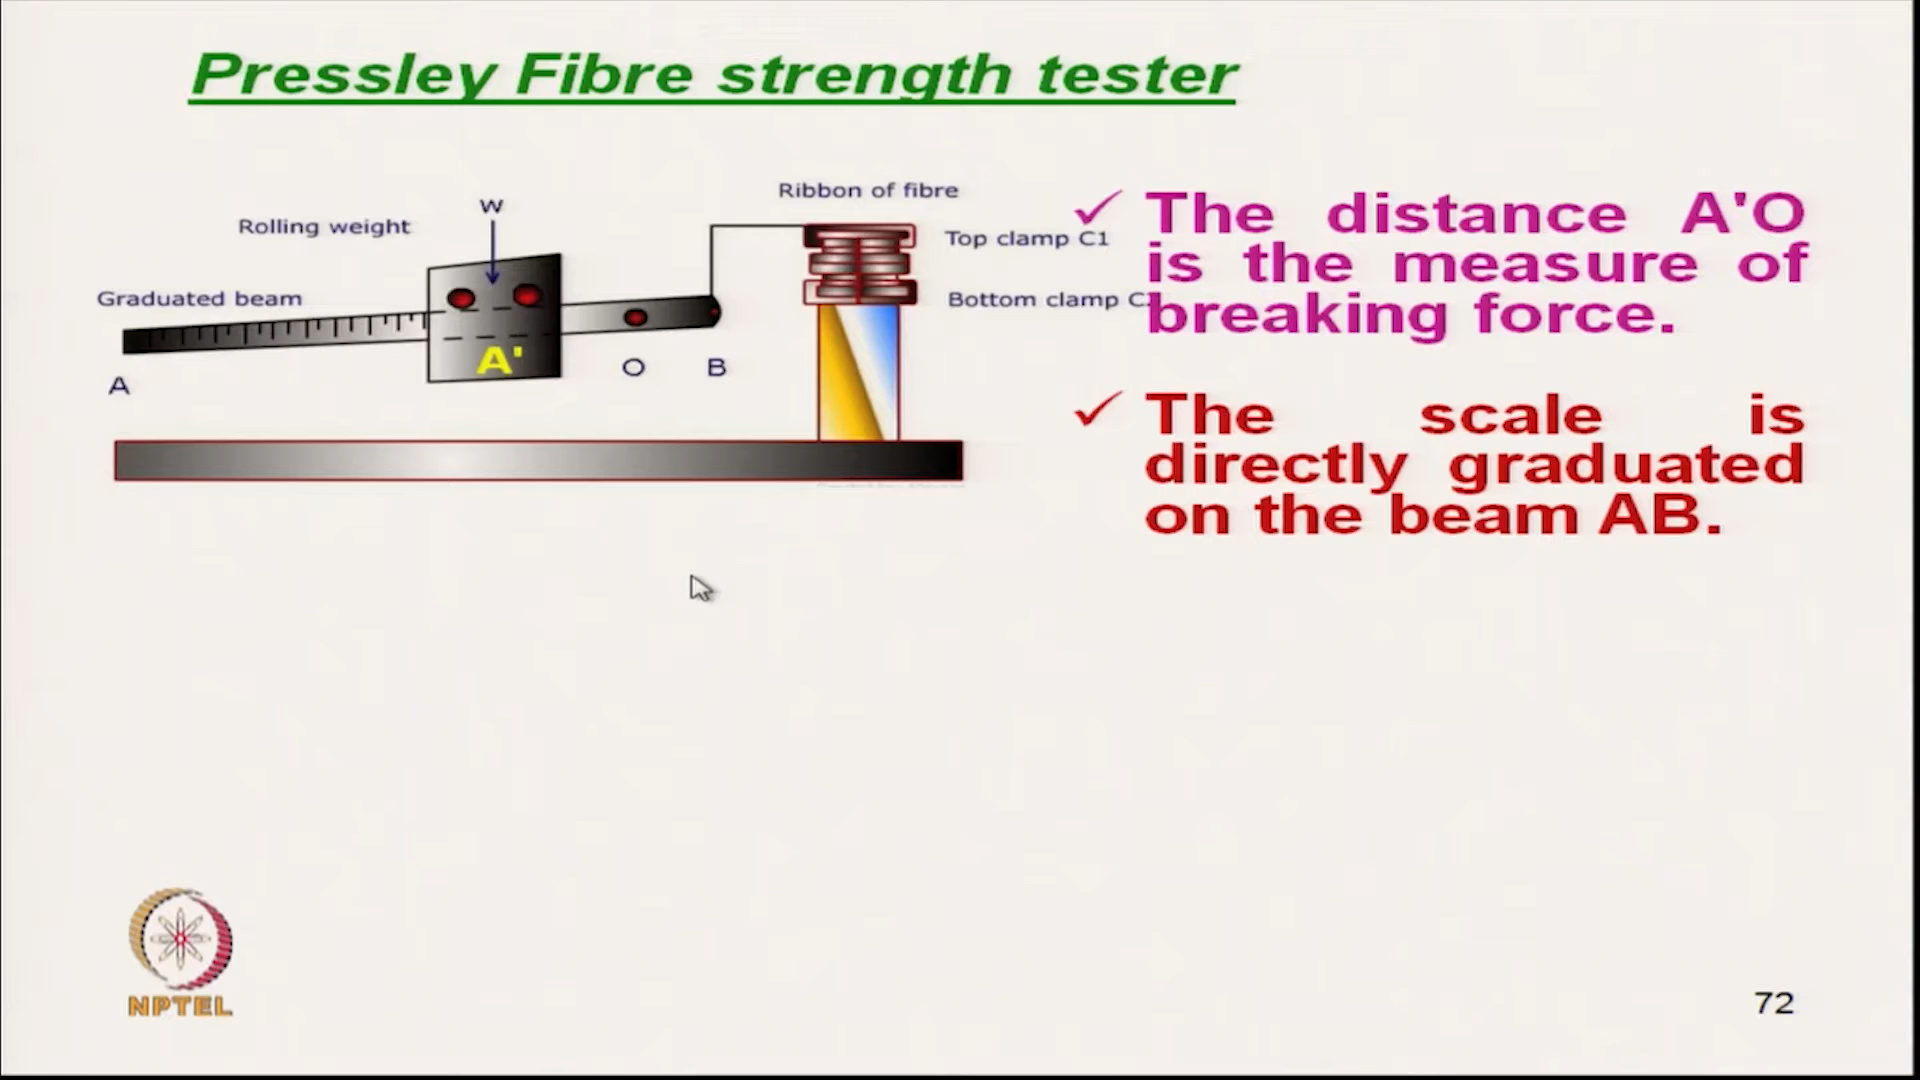 Pressley Fibre strength tester
Ribbon of fibre
W
Rolling weight
Top clamp C1
Graduated beam
Bottom clamp
A'
A
O
B
✓ The distance A'O
is the measure of
breaking force.
✓ The scale is
directly graduated
on the beam AB.
NPTEL
72